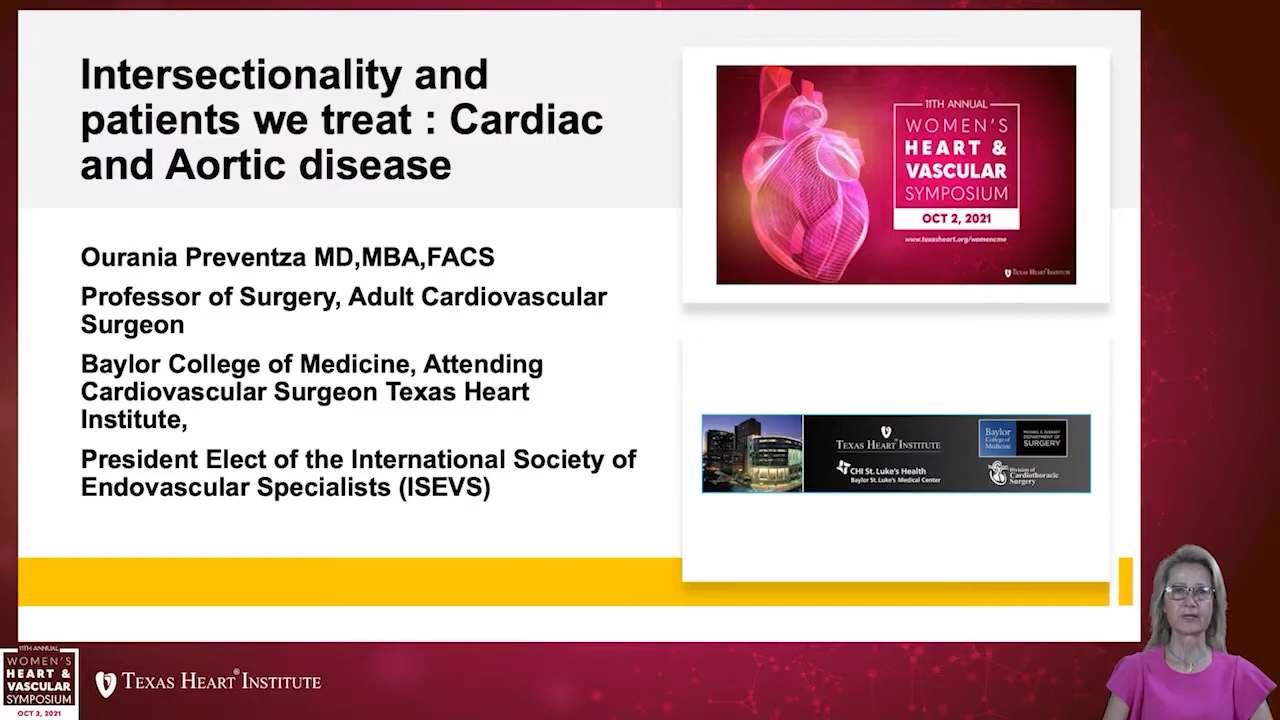 Intersectionality and
patients we treat : Cardiac
and Aortic disease
Ourania Preventza MD,MBA,FACS
Professor of Surgery, Adult Cardiovascular
Surgeon
Baylor College of Medicine, Attending
Cardiovascular Surgeon Texas Heart
Institute,
President Elect of the International Society of
Endovascular Specialists (ISEVS)
11TH ANNUAL
WOMEN'S
HEART &
VASCULAR
SYMPOSIUM
OCT 2, 2021
www.texasheart.org/womencme
TEXAS HEART INSTITUTE
TEXAS HEART® INSTITUTE
CHI St. Luke's Health
Baylor St. Luke's Medical Center
Baylor
College of
Medicine
MICHAEL E. DEBAKEY
DEPARTMENT OF
SURGERY
Division of
Cardiothoracic
Surgery
11TH ANNUAL
WOMEN'S
HEART &
VASCULAR
SYMPOSIUM
OCT 2, 2021
TEXAS HEART® INSTITUTE